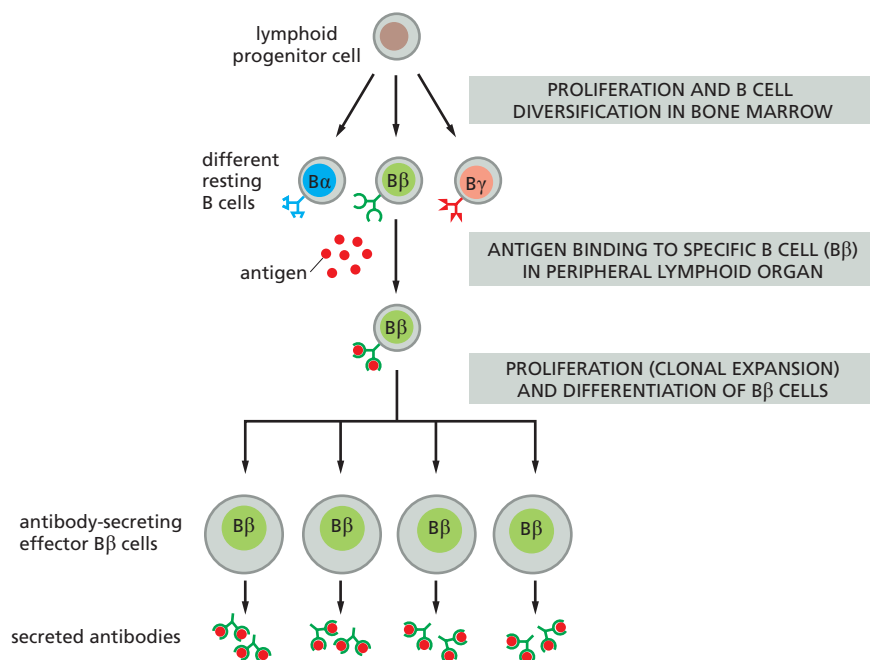 lymphoid
progenitor cell
PROLIFERATION AND B CELL
DIVERSIFICATION IN BONE MARROW
different
resting
B cells
Bα
Bβ
Bγ
antigen
ANTIGEN BINDING TO SPECIFIC B CELL (Bβ)
IN PERIPHERAL LYMPHOID ORGAN
Bβ
PROLIFERATION (CLONAL EXPANSION)
AND DIFFERENTIATION OF Bβ CELLS
antibody-secreting
effector Bβ cells
Bβ
Bβ
Bβ
Bβ
secreted antibodies